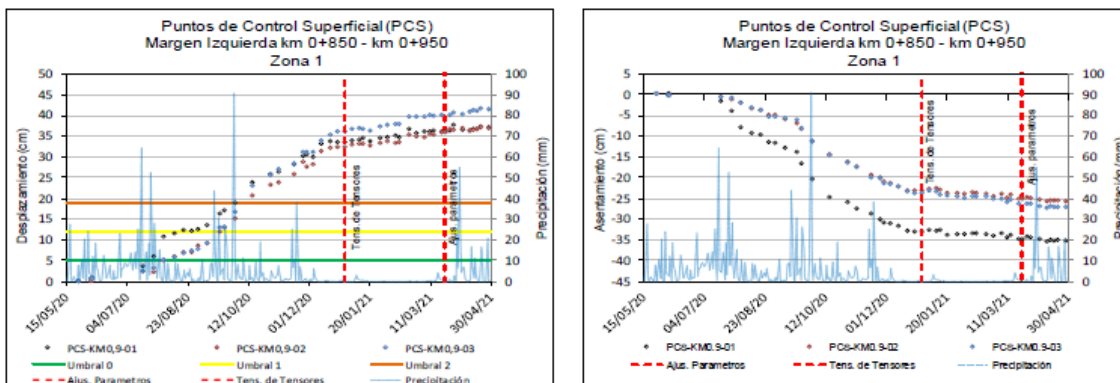 Puntos de Control Superficial (PCS)
Margen Izquierda km 0+850 - km 0+950
Zona 1
Desplazamiento (cm)
50
45
40
35
30
25
20
15
10
5
0
Precipitación (mm)
100
90
80
70
60
50
40
30
20
10
0
Tens. de Tensores
Ajus. parametros
15/05/20
04/07/20
23/08/20
12/10/20
01/12/20
20/01/21
11/03/21
30/04/21
PCS-KM0,9-01
PCS-KM0,9-02
PCS-KM0,9-03
Umbral 0
Umbral 1
Umbral 2
Ajus. Parametros
Tens. de Tensores
Precipitación
Puntos de Control Superficial (PCS)
Margen Izquierda km 0+850 - km 0+950
Zona 1
Asentamiento (cm)
5
0
-5
-10
-15
-20
-25
-30
-35
-40
-45
Precipitación (mm)
100
90
80
70
60
50
40
30
20
10
0
Tens. de Tensores
Ajus. parametros
15/05/20
04/07/20
23/08/20
12/10/20
01/12/20
20/01/21
11/03/21
30/04/21
PCS-KM0.9-01
PCS-KM0.9-02
PCS-KM0.9-03
Ajus. Parametros
Tens. de Tensores
Precipitación